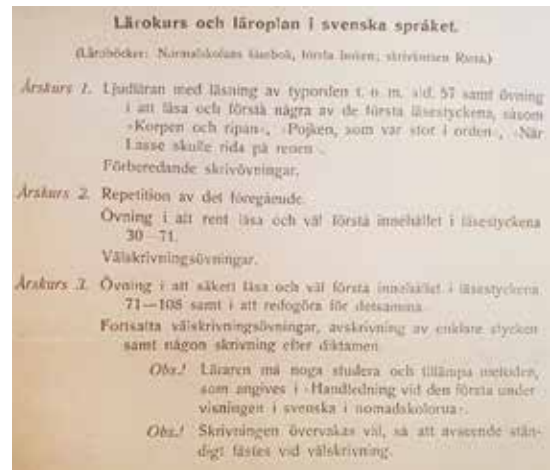 Lärokurs och läroplan i svenska språket.
(Läroböcker: Nomadskolans läsebok, första boken; skrivboken
Årskurs 1. Ljudläran med läsning av typorden t. o. m. sid. 57 samt övning
i att läsa och förstå några av de första läsestyckena, såsom
»Korpen och ripan», »Pojken, som var stor i orden», »När
Lasse skulle rida på renen».
Förberedande skrivövningar.
Årskurs 2. Repetition av det föregående.
Övning i att rent läsa och väl förstå innehållet i läsestyckena
30—71.
Välskrivningsövningar.
Årskurs 3. Övning i att säkert läsa och väl förstå innehållet i läsestyckena
71—108 samt i att redogöra för detsamma.
Fortsatta välskrivningsövningar, avskrivning av enklare stycken
samt någon skrivning efter diktamen.
Obs.! Läraren må noga studera och tillämpa metoden,
som angives i »Handledning vid den första under
visningen i svenska i nomadskolorna».
Obs.! Skrivningen övervakas väl, så att avseende stän-
digt fästes vid välskrivning.